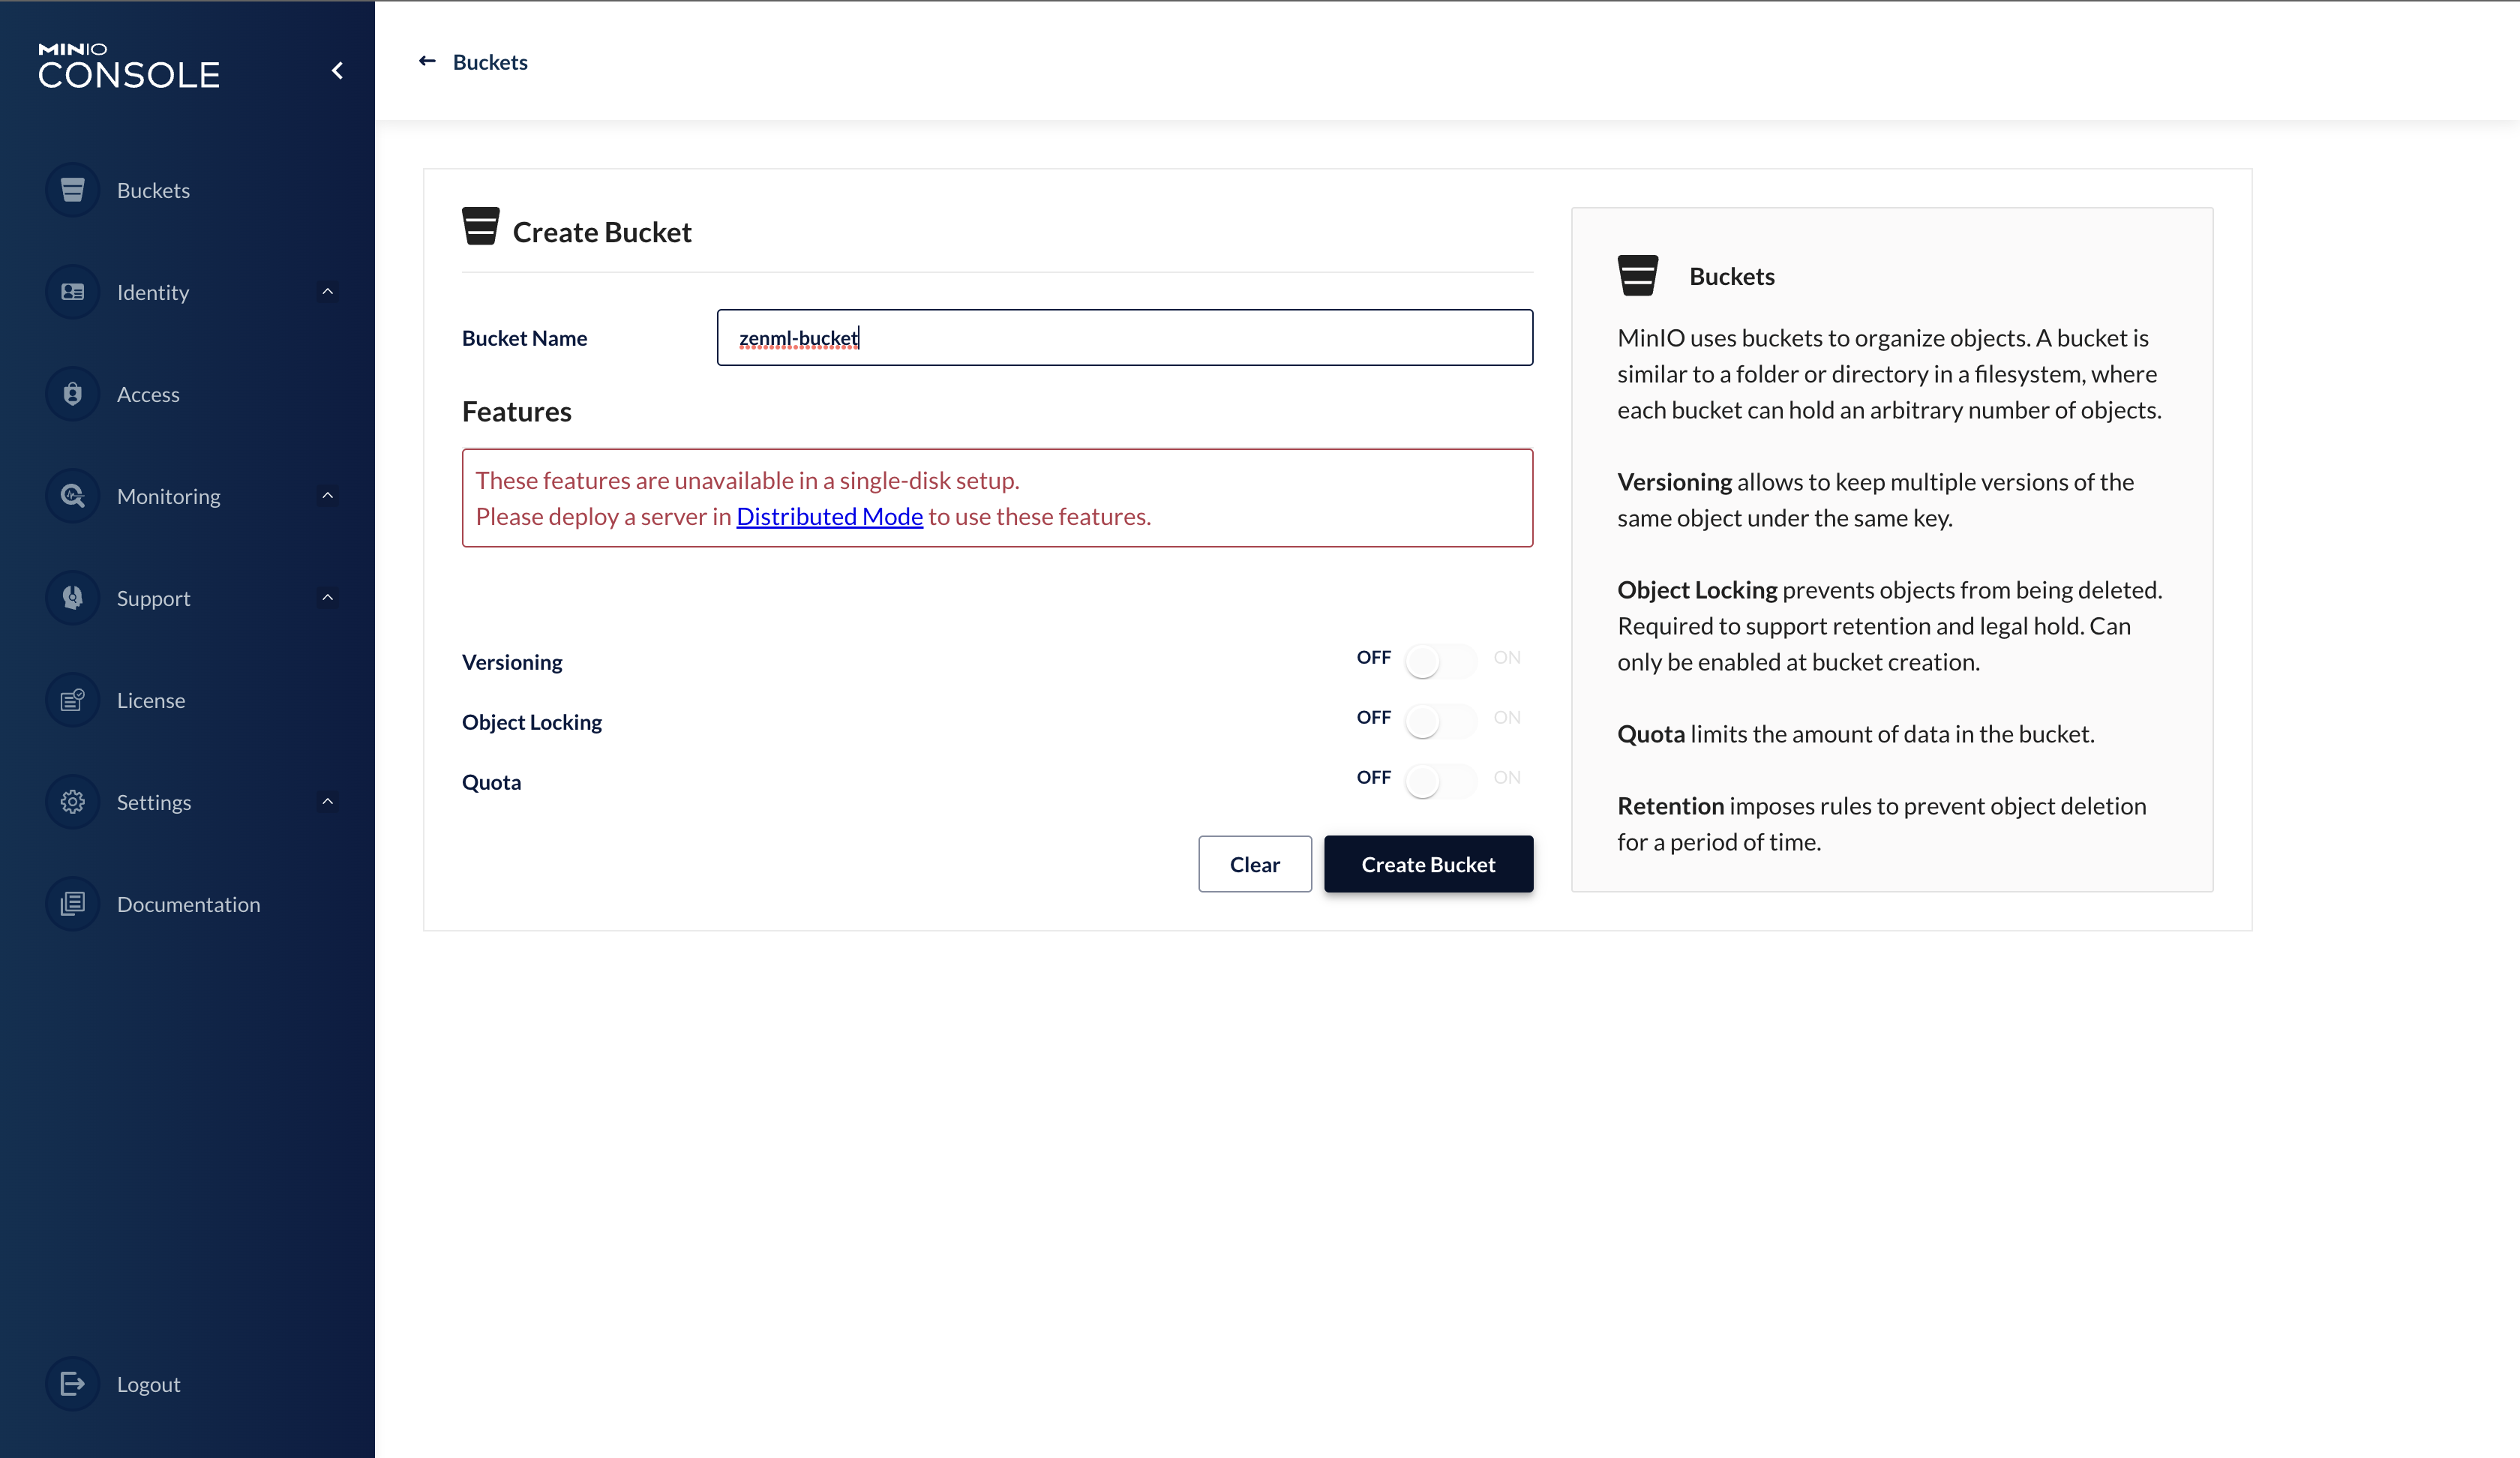 MINIO
CONSOLE
Buckets
Identity
Access
Monitoring
Support
License
Settings
Documentation
Logout
Buckets
Create Bucket
Bucket Name
zenml-bucket
Features
These features are unavailable in a single-disk setup.
Please deploy a server in Distributed Mode to use these features.
Versioning
OFF ON
Object Locking
OFF ON
Quota
OFF ON
Clear
Create Bucket
Buckets
MinIO uses buckets to organize objects. A bucket is
similar to a folder or directory in a filesystem, where
each bucket can hold an arbitrary number of objects.
Versioning allows to keep multiple versions of the
same object under the same key.
Object Locking prevents objects from being deleted.
Required to support retention and legal hold. Can
only be enabled at bucket creation.
Quota limits the amount of data in the bucket.
Retention imposes rules to prevent object deletion
for a period of time.